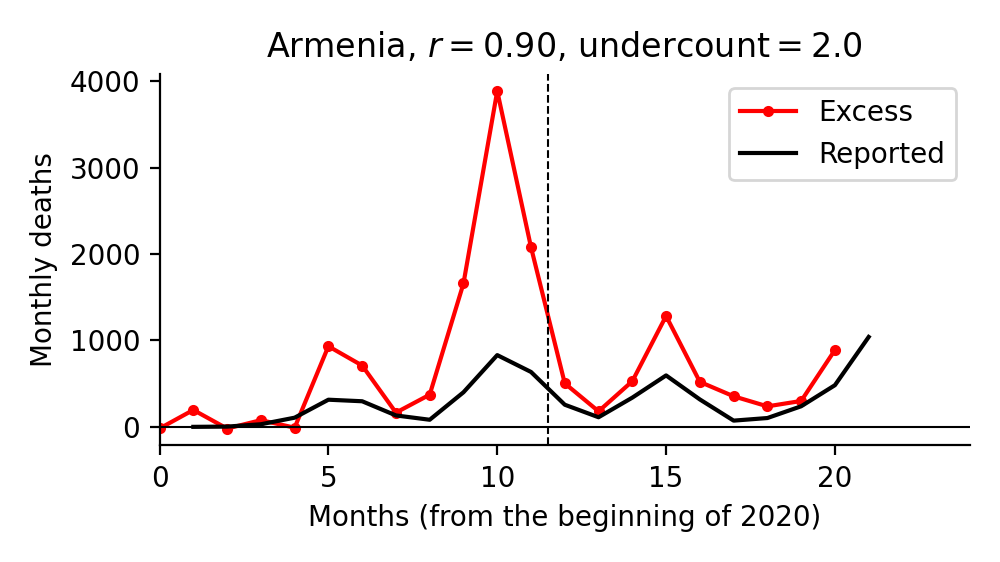 Armenia, r = 0.90, undercount = 2.0
4000
3000
2000
1000
0
Monthly deaths
Excess
Reported
0 5 10 15 20
Months (from the beginning of 2020)